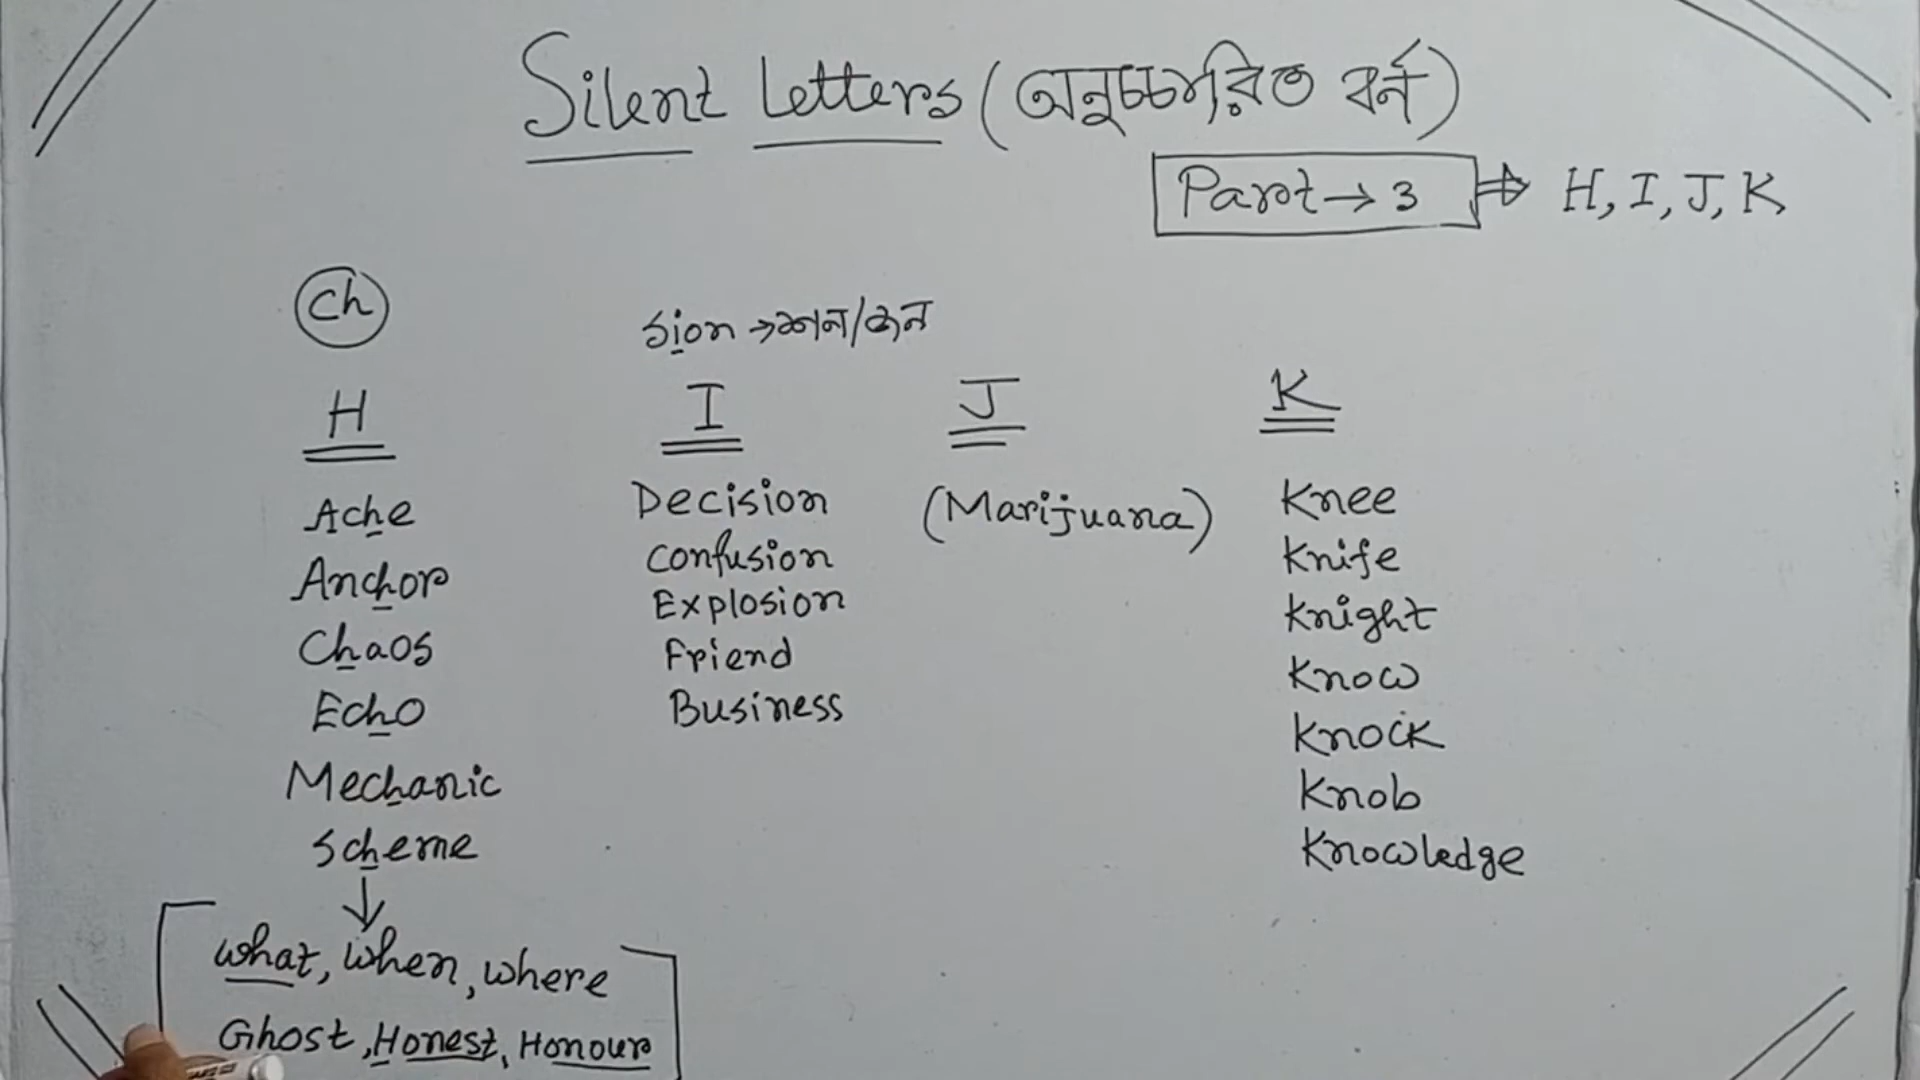 Silent Letters (অনুচ্চারিত বর্ন)
Part → 3 ⇒ H, I, J, K
Ch
sion → শান/জন
H
Ache
Anchor
Chaos
Echo
Mechanic
Scheme
↓
what, when, where
Ghost, Honest, Honour
I
Decision
Confusion
Explosion
Friend
Business
J
(Marijuana)
K
Knee
Knife
Knight
Know
Knock
Knob
Knowledge